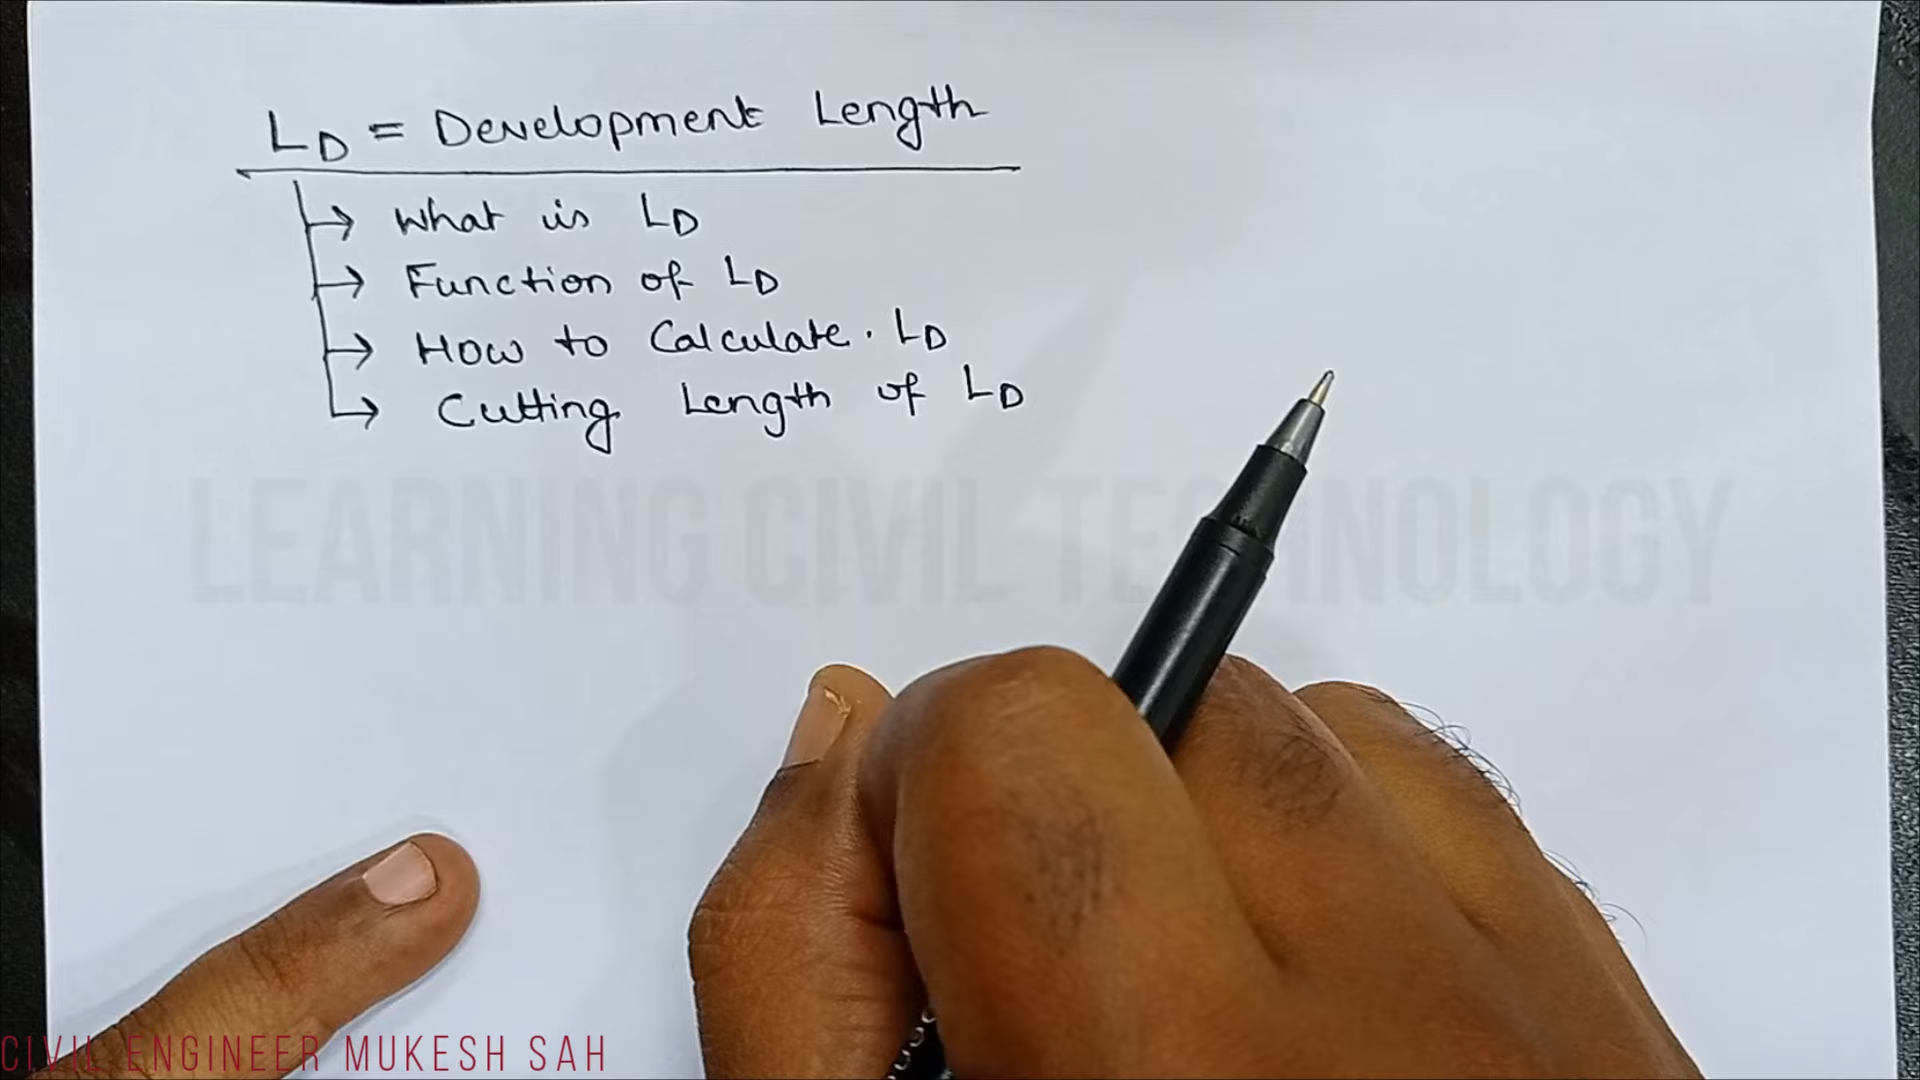 LD = Development Length
What is LD
Function of LD
How to Calculate. LD
Cutting Length of LD
LEARNING CIVIL TECHNOLOGY
CIVIL ENGINEER MUKESH SAH